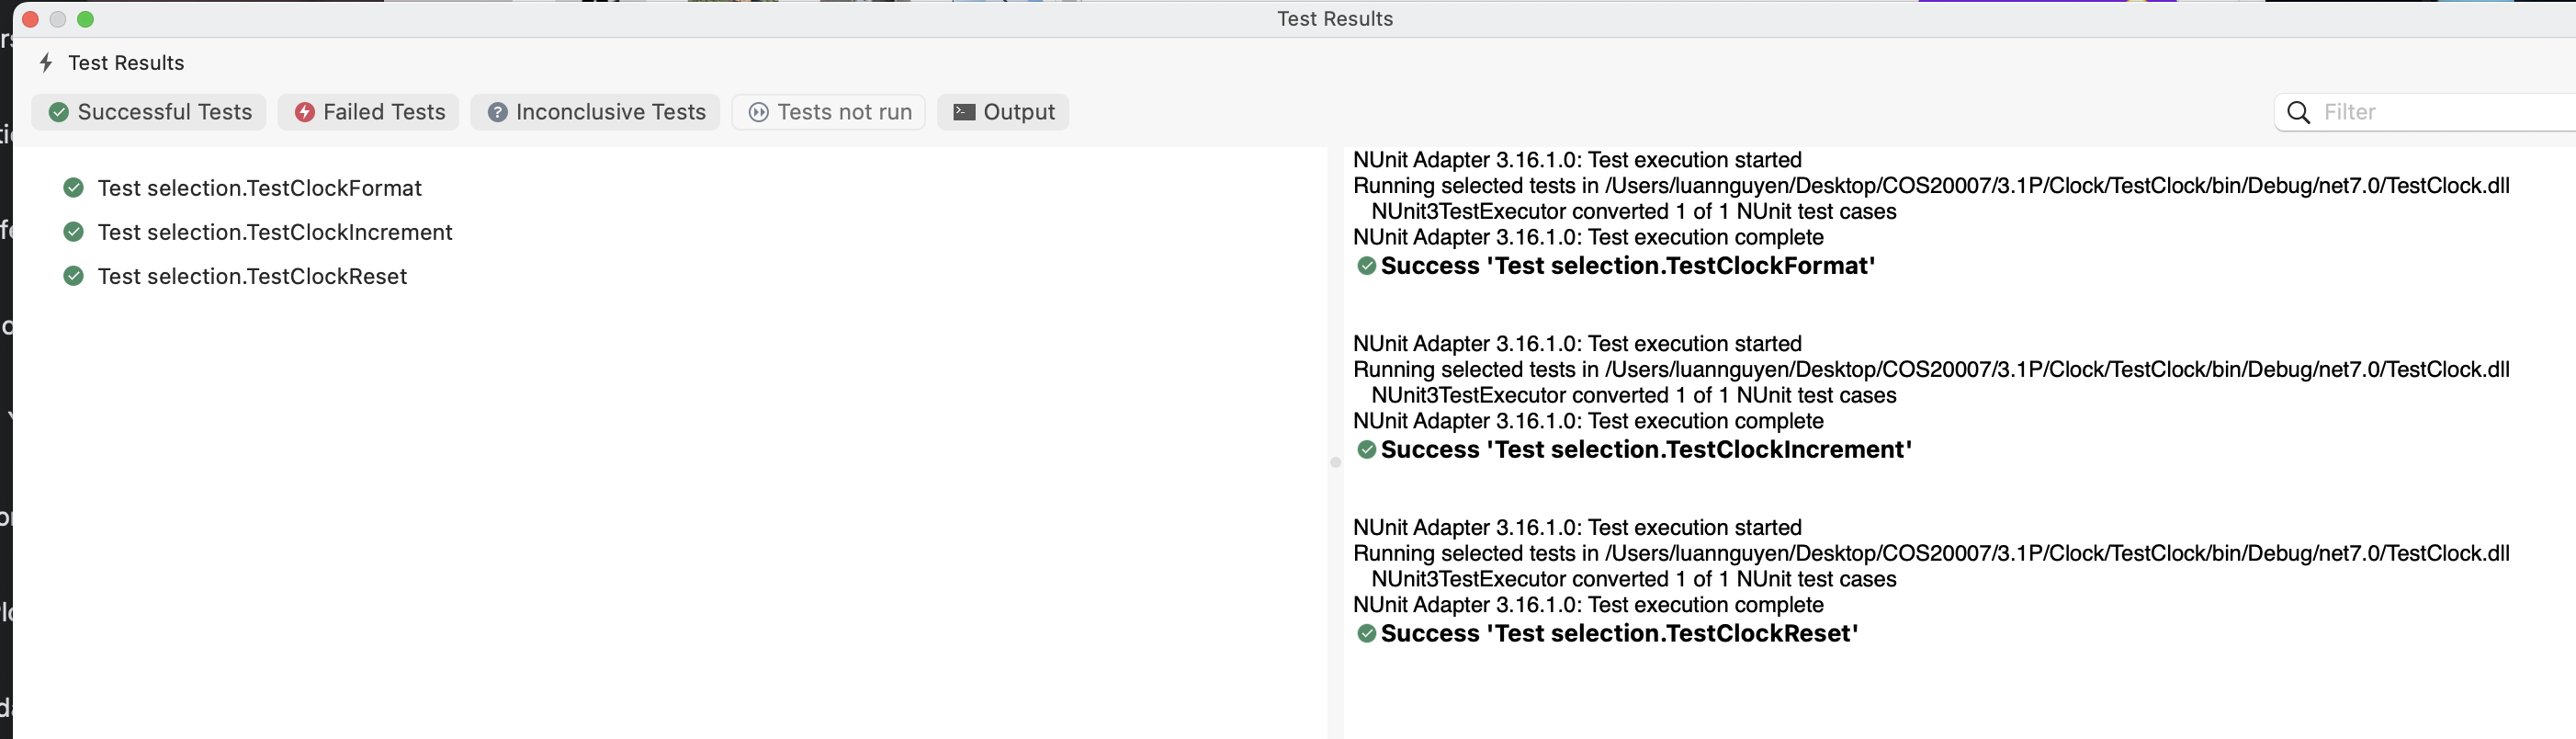 Test Results
Test Results
Successful Tests Failed Tests Inconclusive Tests Tests not run Output Filter
Test selection.TestClockFormat
Test selection.TestClockIncrement
Test selection.TestClockReset
NUnit Adapter 3.16.1.0: Test execution started
Running selected tests in /Users/luannguyen/Desktop/COS20007/3.1P/Clock/TestClock/bin/Debug/net7.0/TestClock.dll
NUnit3TestExecutor converted 1 of 1 NUnit test cases
NUnit Adapter 3.16.1.0: Test execution complete
Success 'Test selection.TestClockFormat'
NUnit Adapter 3.16.1.0: Test execution started
Running selected tests in /Users/luannguyen/Desktop/COS20007/3.1P/Clock/TestClock/bin/Debug/net7.0/TestClock.dll
NUnit3TestExecutor converted 1 of 1 NUnit test cases
NUnit Adapter 3.16.1.0: Test execution complete
Success 'Test selection.TestClockIncrement'
NUnit Adapter 3.16.1.0: Test execution started
Running selected tests in /Users/luannguyen/Desktop/COS20007/3.1P/Clock/TestClock/bin/Debug/net7.0/TestClock.dll
NUnit3TestExecutor converted 1 of 1 NUnit test cases
NUnit Adapter 3.16.1.0: Test execution complete
Success 'Test selection.TestClockReset'